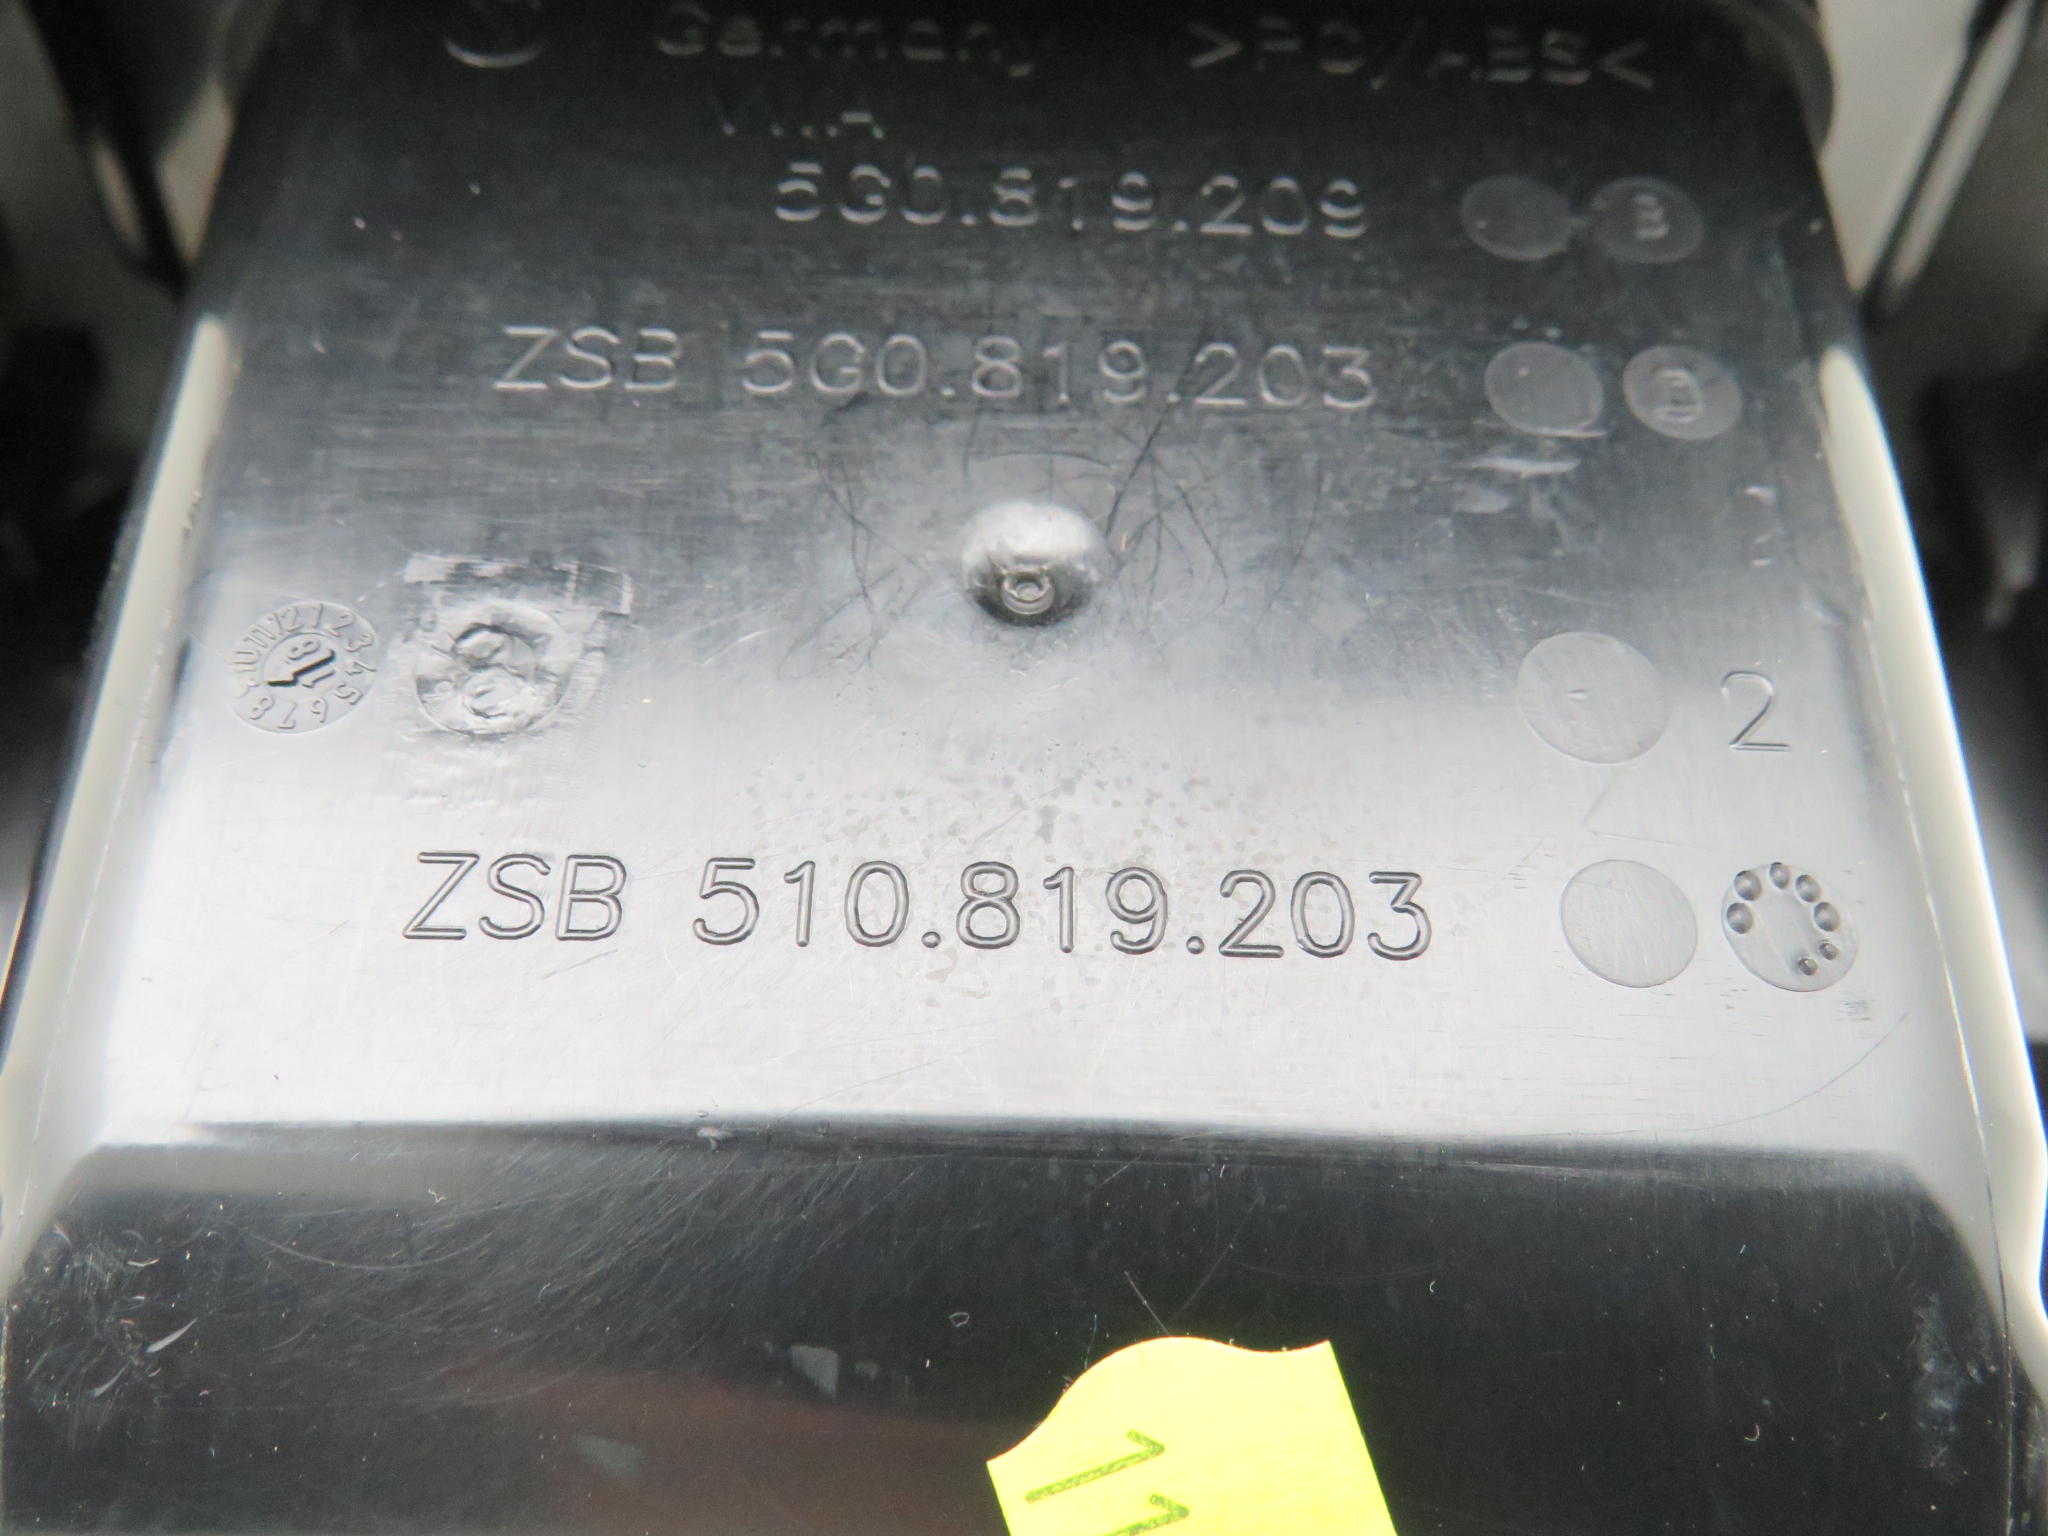 Germany >PC/ABS<
5G0.819.209
ZSB 5G0.819.203
2
ZSB 510.819.203